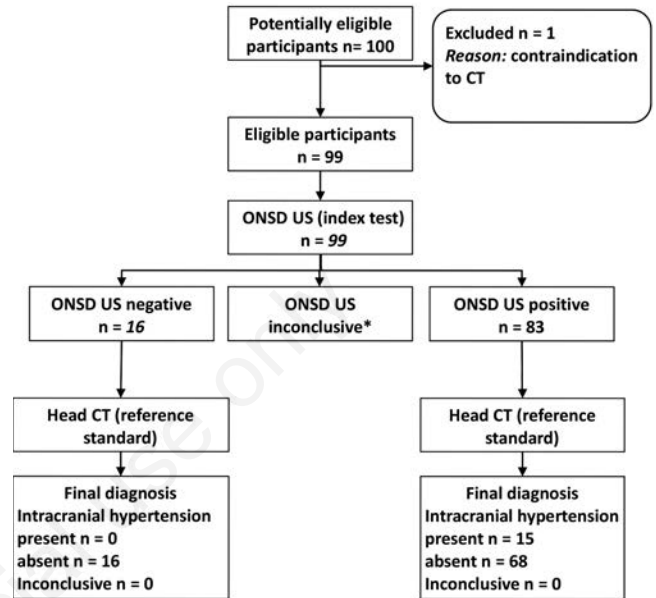 Potentially eligible
participants n= 100
Excluded n = 1
Reason: contraindication
to CT
Eligible participants
n = 99
ONSD US (index test)
n = 99
ONSD US negative
n = 16
ONSD US
inconclusive*
ONSD US positive
n = 83
Head CT (reference
standard)
Head CT (reference
standard)
Final diagnosis
Intracranial hypertension
present n = 0
absent n = 16
Inconclusive n = 0
Final diagnosis
Intracranial hypertension
present n = 15
absent n = 68
Inconclusive n = 0
use only